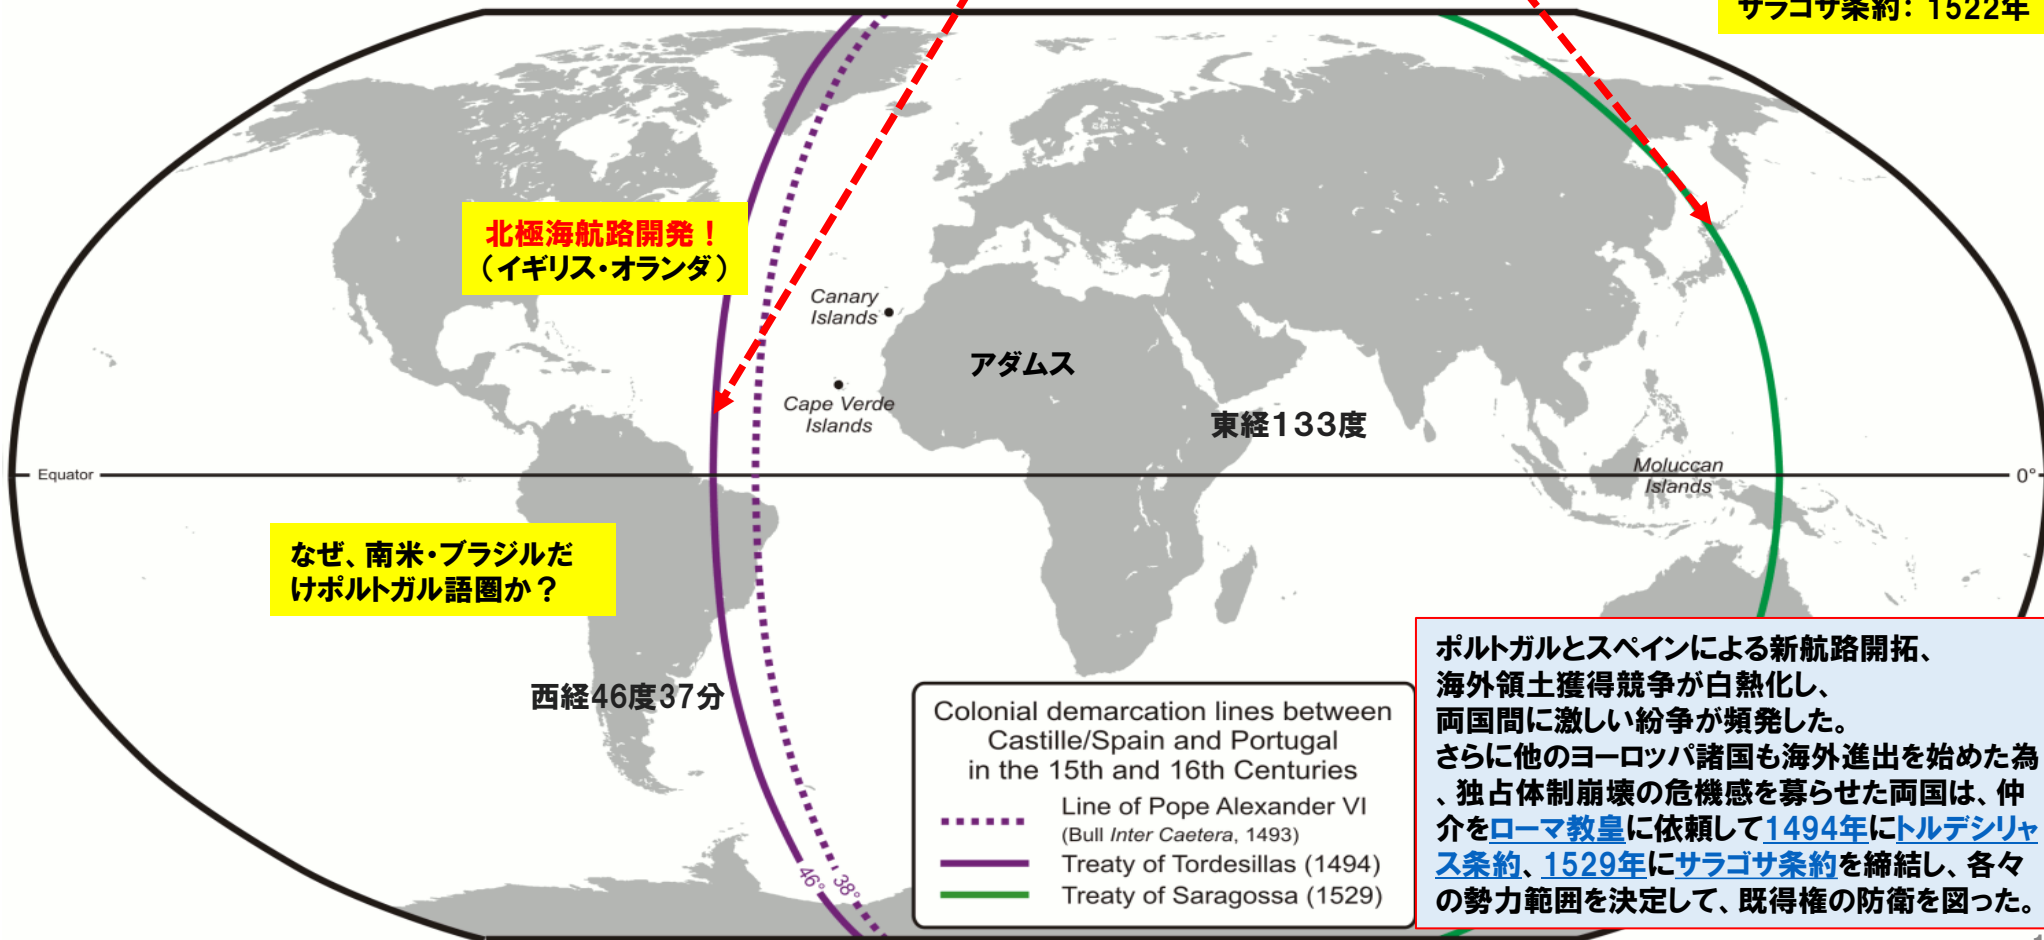 サラゴサ条約：1522年
北極海航路開発！
（イギリス・オランダ）
Canary
Islands
アダムス
Cape Verde
Islands
東経133度
Equator
Moluccan
Islands
0°
なぜ、南米・ブラジルだ
けポルトガル語圏か？
西経46度37分
46°
38°
Colonial demarcation lines between
Castille/Spain and Portugal
in the 15th and 16th Centuries
Line of Pope Alexander VI
(Bull Inter Caetera, 1493)
Treaty of Tordesillas (1494)
Treaty of Saragossa (1529)
ポルトガルとスペインによる新航路開拓、
海外領土獲得競争が白熱化し、
両国間に激しい紛争が頻発した。
さらに他のヨーロッパ諸国も海外進出を始めた為
、独占体制崩壊の危機感を募らせた両国は、仲
介をローマ教皇に依頼して1494年にトルデシリャ
ス条約、1529年にサラゴサ条約を締結し、各々
の勢力範囲を決定して、既得権の防衛を図った。